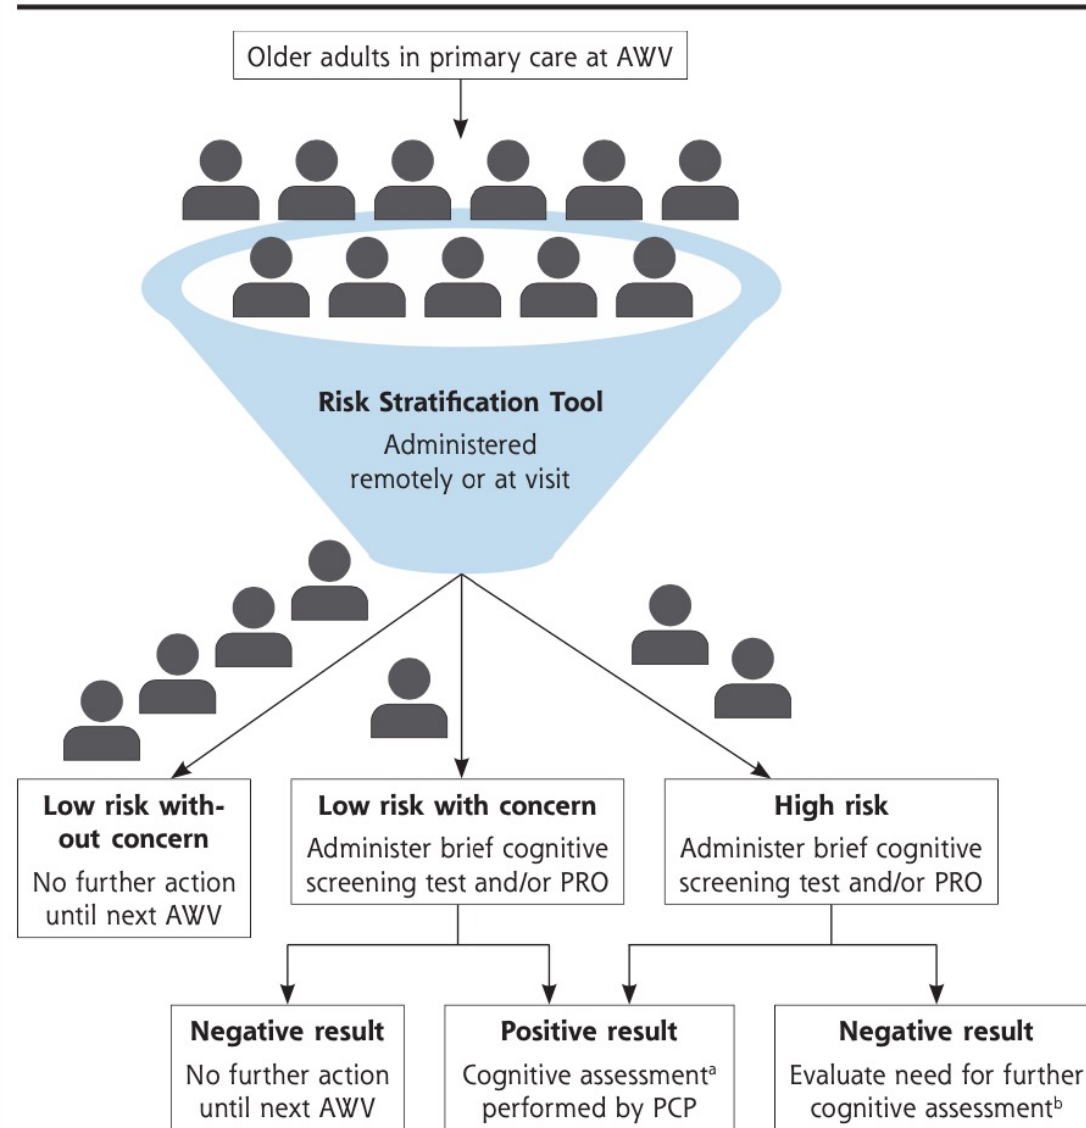 Older adults in primary care at AWV
Risk Stratification Tool
Administered
remotely or at visit
Low risk with-
out concern
No further action
until next AWV
Low risk with concern
Administer brief cognitive
screening test and/or PRO
High risk
Administer brief cognitive
screening test and/or PRO
Negative result
No further action
until next AWV
Positive result
Cognitive assessmentᵃ
performed by PCP
Negative result
Evaluate need for further
cognitive assessmentᵇ